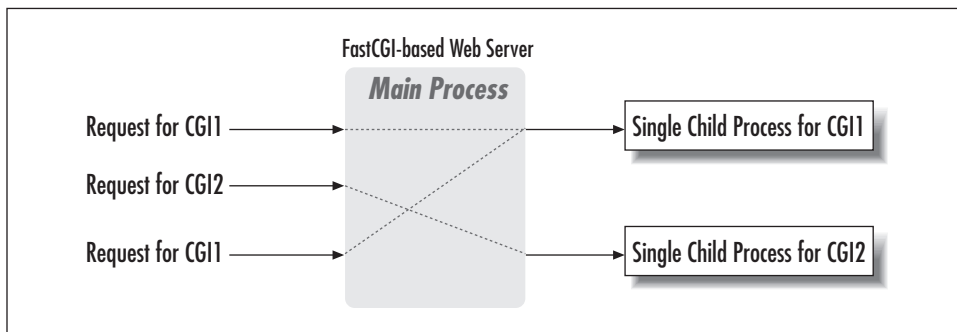 FastCGI-based Web Server
Main Process
Request for CGI1
Single Child Process for CGI1
Request for CGI2
Request for CGI1
Single Child Process for CGI2